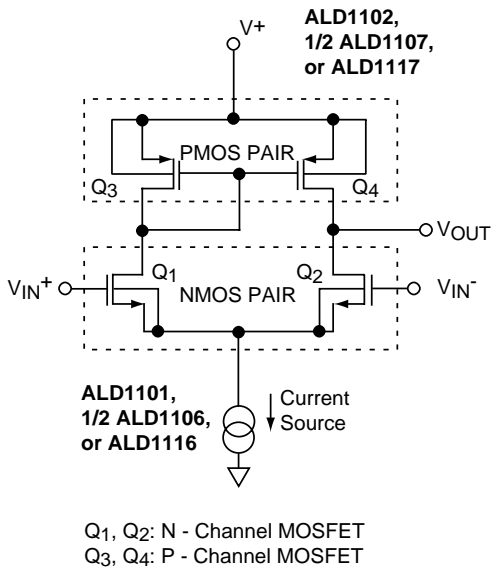 ALD1102,
1/2 ALD1107,
or ALD1117
V+
PMOS PAIR
Q3
Q4
VOUT
Q1
Q2
VIN+
NMOS PAIR
VIN-
ALD1101,
1/2 ALD1106,
or ALD1116
Current
Source
Q1, Q2: N - Channel MOSFET
Q3, Q4: P - Channel MOSFET